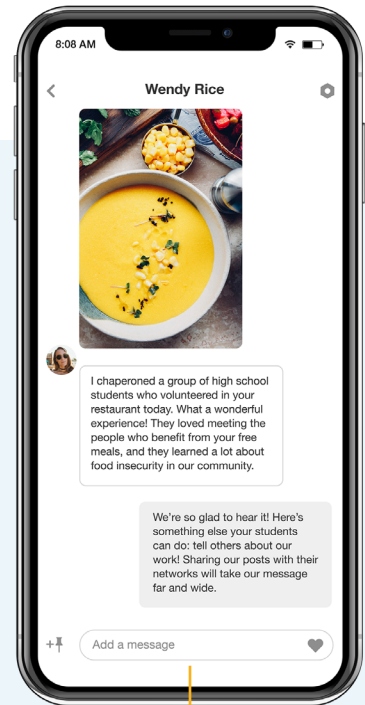 8:08 AM
Wendy Rice
I chaperoned a group of high school
students who volunteered in your
restaurant today. What a wonderful
experience! They loved meeting the
people who benefit from your free
meals, and they learned a lot about
food insecurity in our community.
We're so glad to hear it! Here's
something else your students
can do: tell others about our
work! Sharing our posts with their
networks will take our message
far and wide.
Add a message